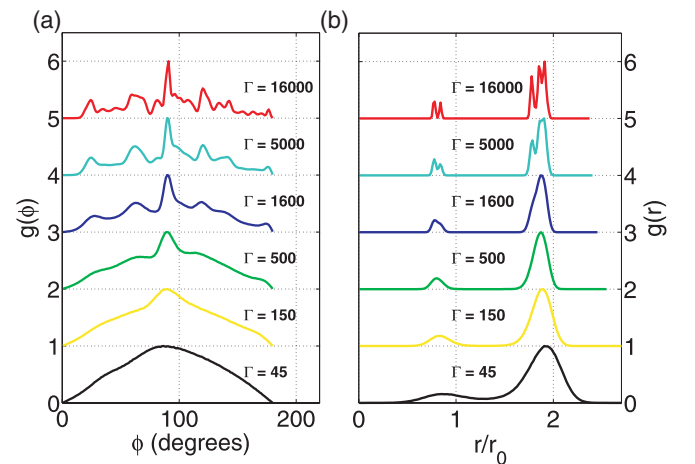 (a)
(b)
6
5
4
3
2
1
0
g(ϕ)
Γ = 16000
Γ = 5000
Γ = 1600
Γ = 500
Γ = 150
Γ = 45
0
100
200
ϕ (degrees)
Γ = 16000
Γ = 5000
Γ = 1600
Γ = 500
Γ = 150
Γ = 45
0
1
2
r/r₀
6
5
4
3
2
1
0
g(r)